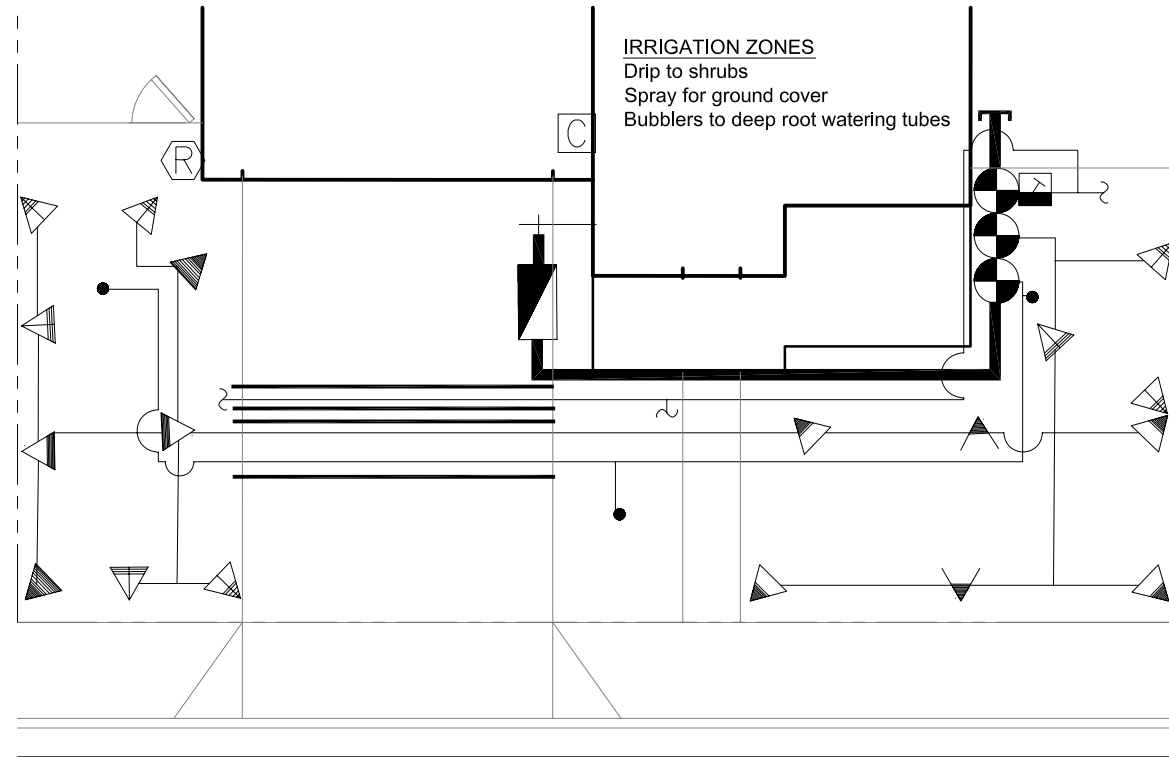 IRRIGATION ZONES
Drip to shrubs
Spray for ground cover
Bubblers to deep root watering tubes
C
R
T